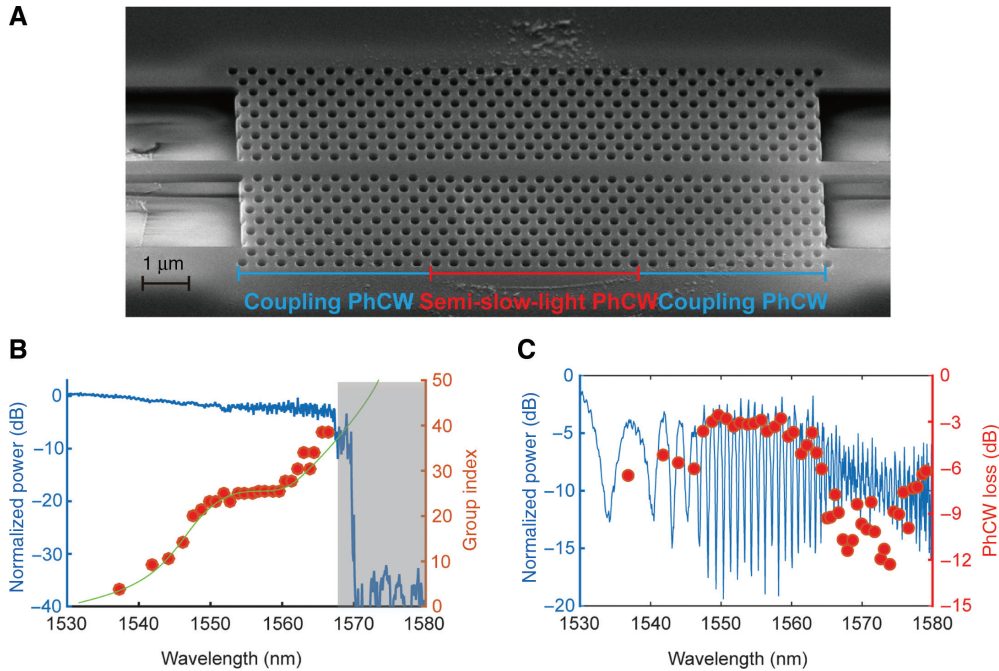 A
1 μm
Coupling PhCW
Semi-slow-light PhCW
Coupling PhCW
B
Normalized power (dB)
0
−10
−20
−30
−40
50
40
30
20
10
0
Group index
1530
1540
1550
1560
1570
1580
Wavelength (nm)
C
Normalized power (dB)
0
−5
−10
−15
−20
0
−3
−6
−9
−12
−15
PhCW loss (dB)
1530
1540
1550
1560
1570
1580
Wavelength (nm)